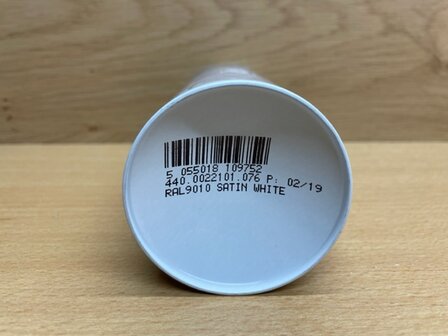 5 055018 109752
440.0022101.076 P: 02/19
RAL9010 SATIN WHITE